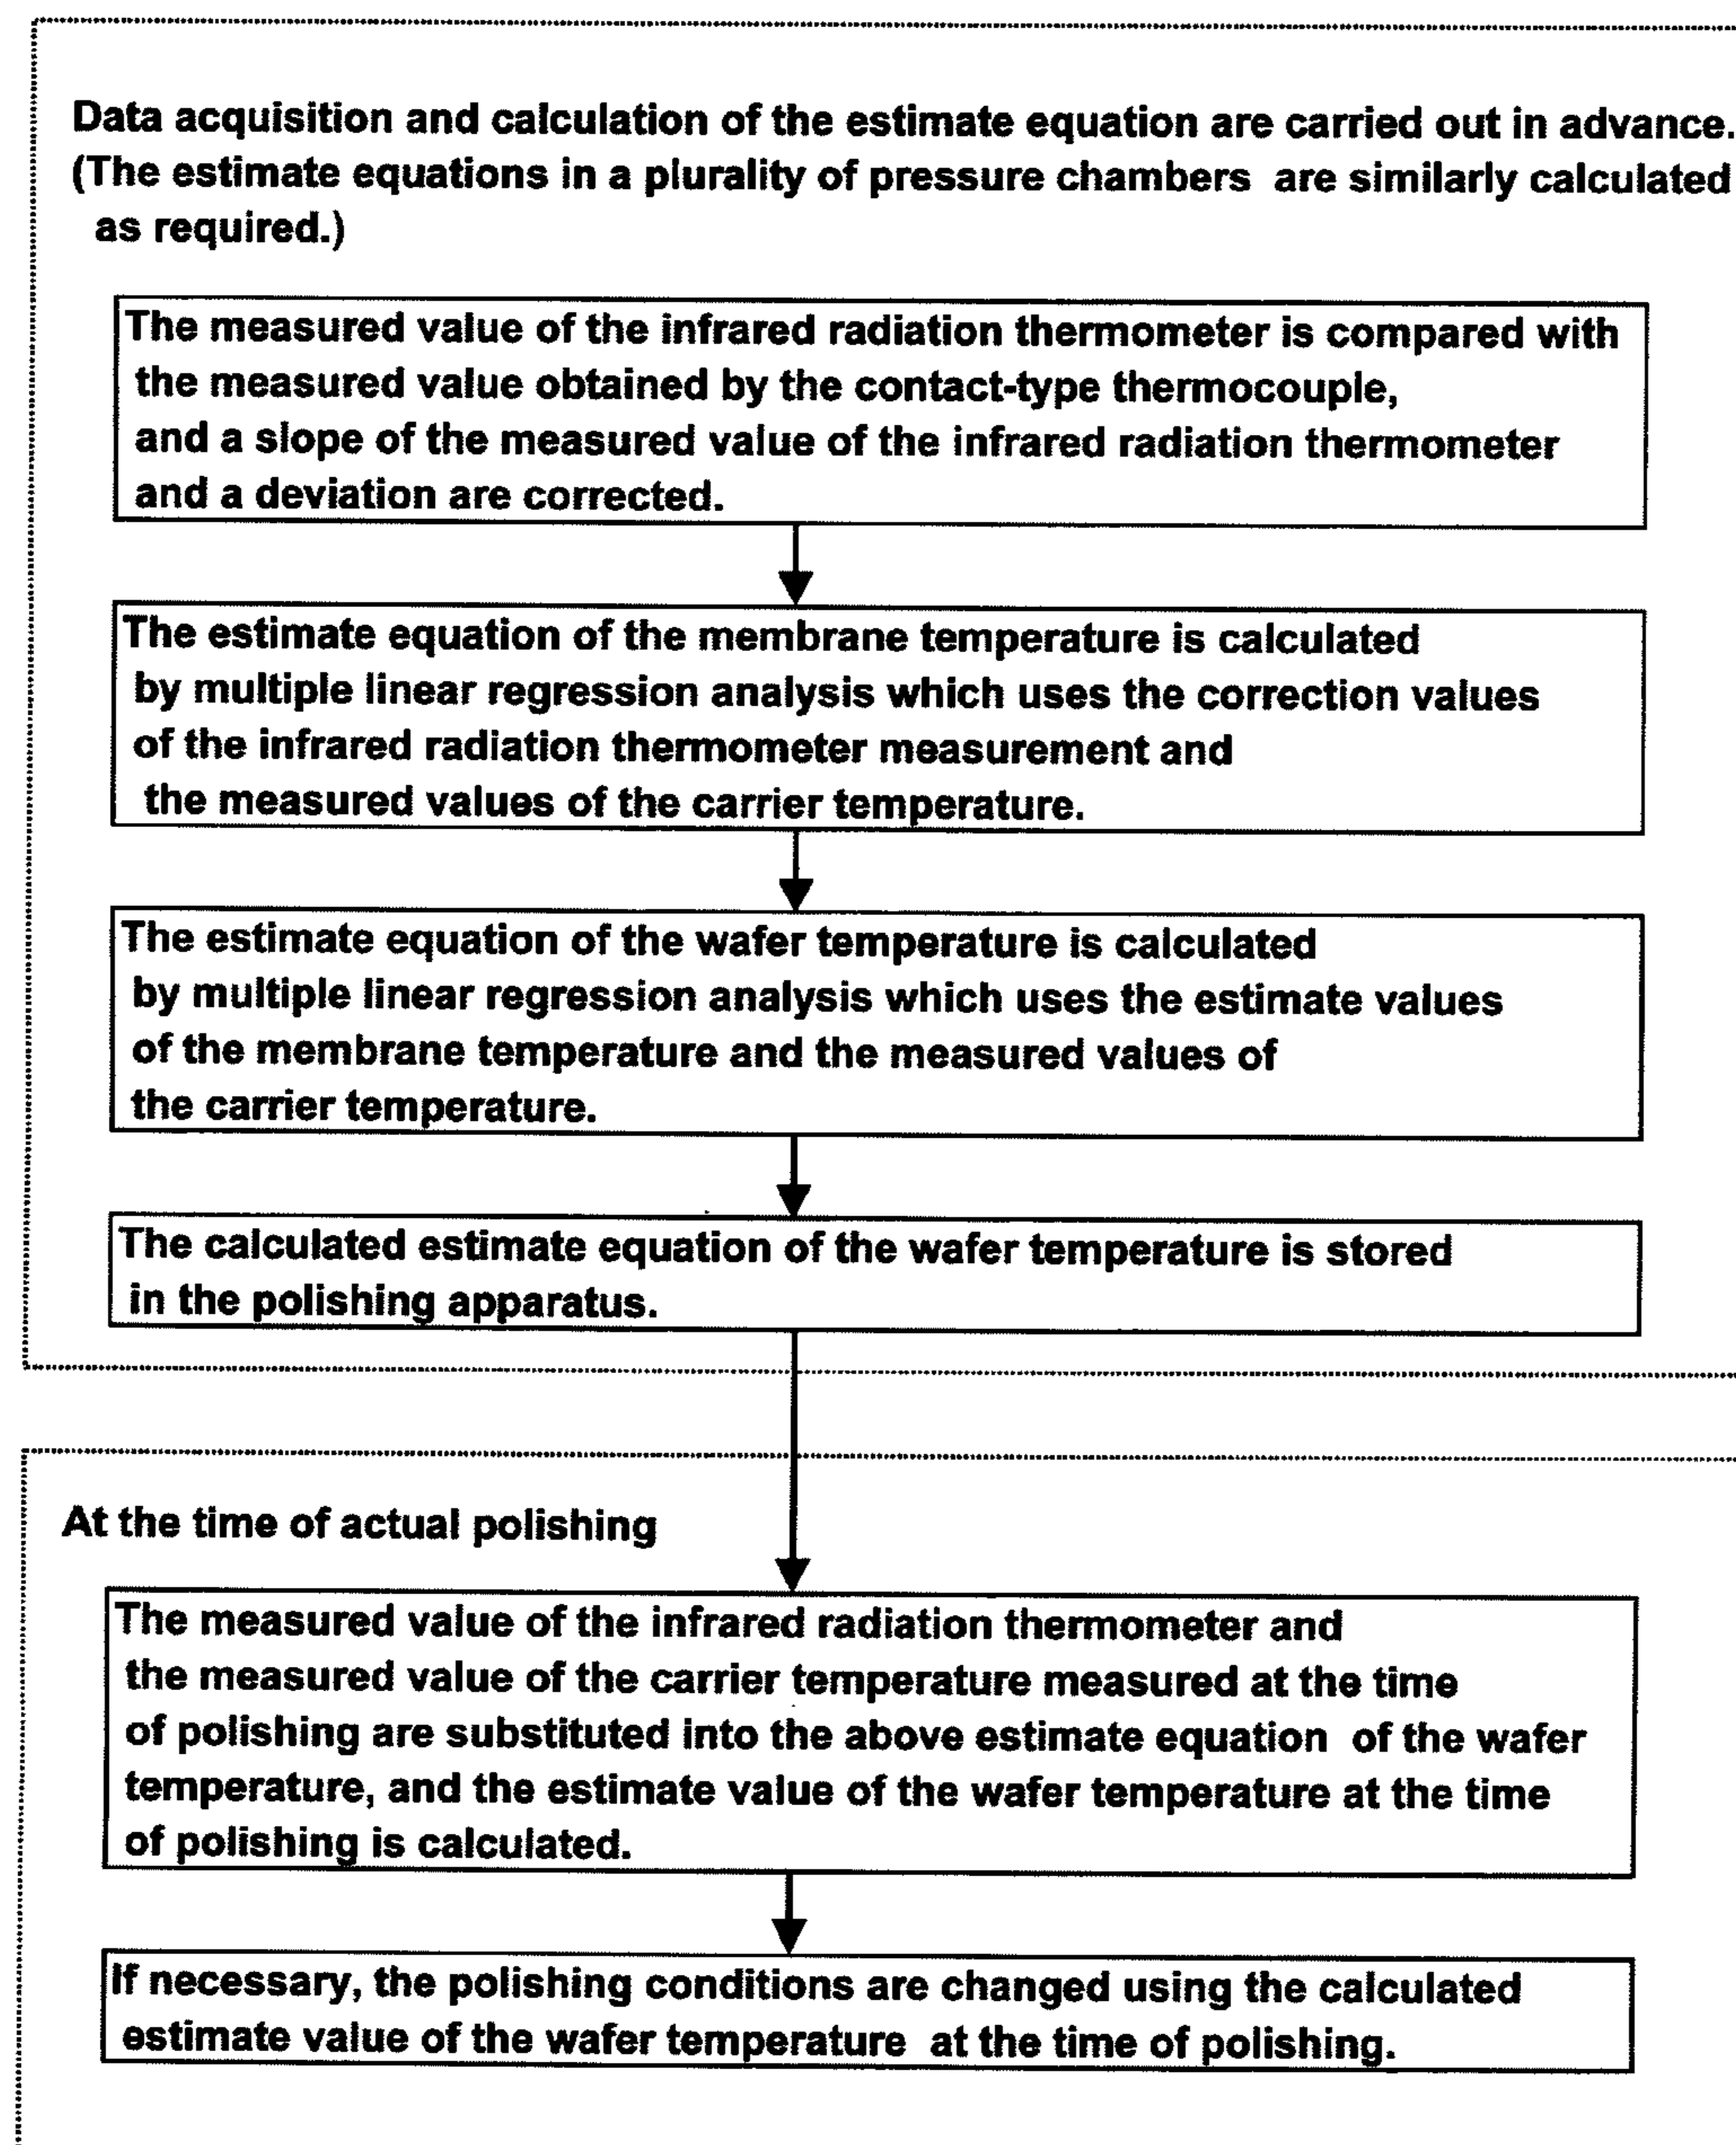 Data acquisition and calculation of the estimate equation are carried out in advance.
(The estimate equations in a plurality of pressure chambers are similarly calculated
as required.)
The measured value of the infrared radiation thermometer is compared with
the measured value obtained by the contact-type thermocouple,
and a slope of the measured value of the infrared radiation thermometer
and a deviation are corrected.
The estimate equation of the membrane temperature is calculated
by multiple linear regression analysis which uses the correction values
of the infrared radiation thermometer measurement and
the measured values of the carrier temperature.
The estimate equation of the wafer temperature is calculated
by multiple linear regression analysis which uses the estimate values
of the membrane temperature and the measured values of
the carrier temperature.
The calculated estimate equation of the wafer temperature is stored
in the polishing apparatus.
At the time of actual polishing
The measured value of the infrared radiation thermometer and
the measured value of the carrier temperature measured at the time
of polishing are substituted into the above estimate equation of the wafer
temperature, and the estimate value of the wafer temperature at the time
of polishing is calculated.
If necessary, the polishing conditions are changed using the calculated
estimate value of the wafer temperature at the time of polishing.